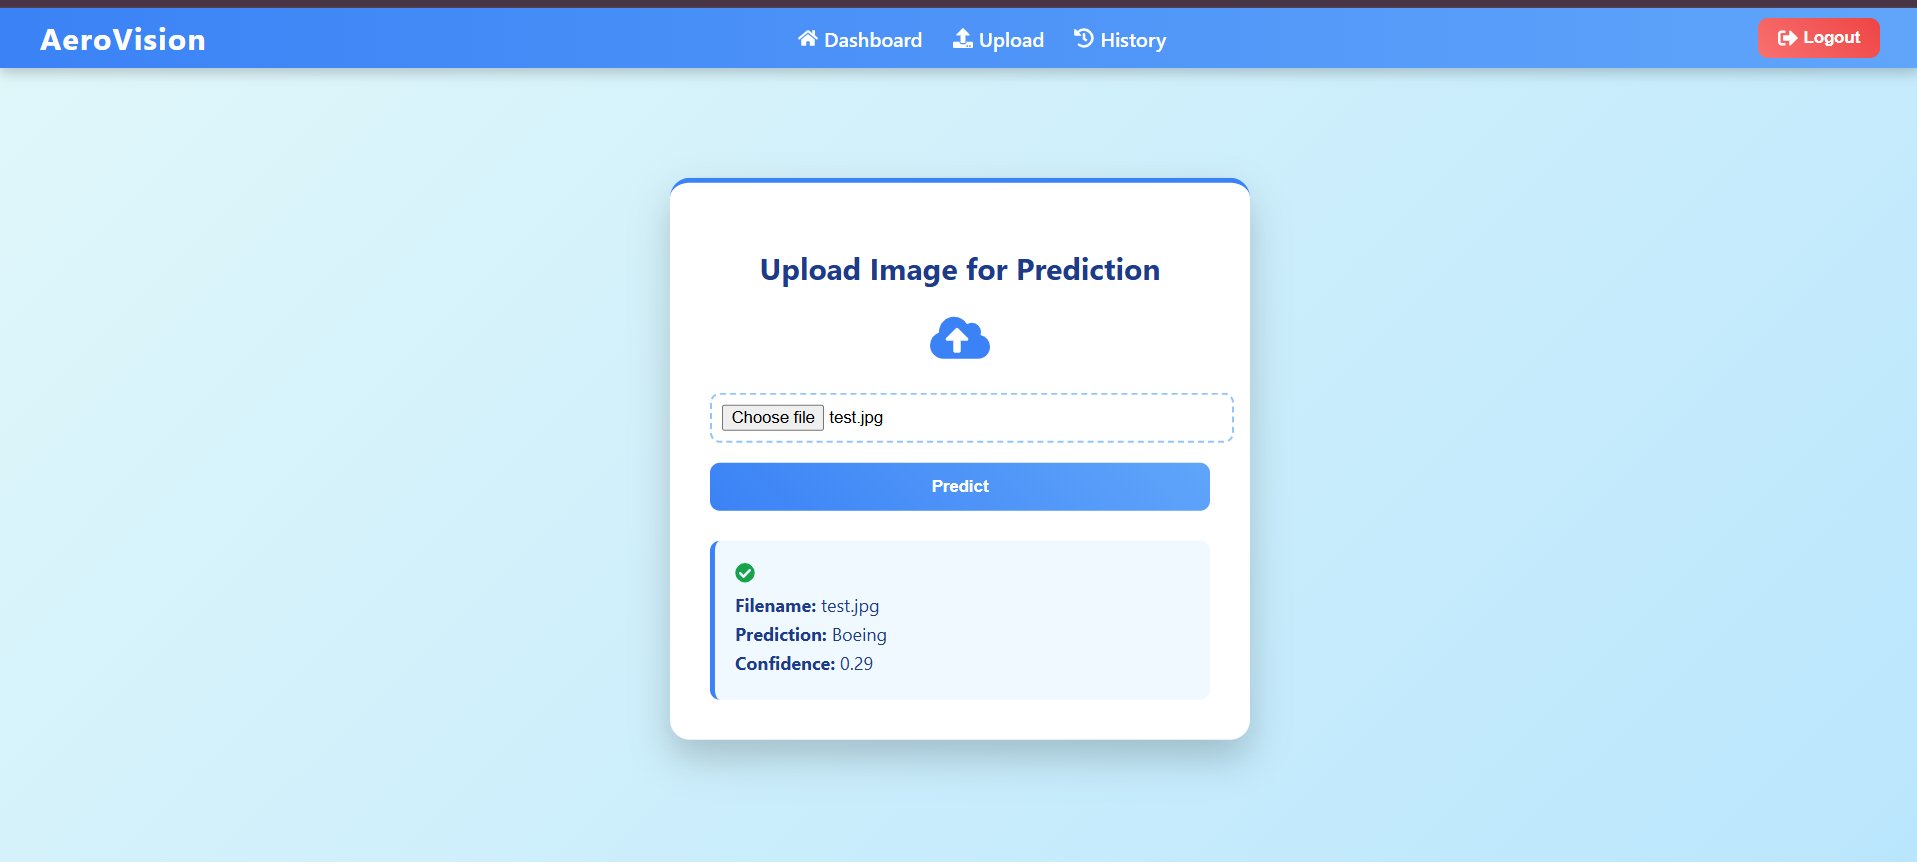 AeroVision
Dashboard
Upload
History
Logout
Upload Image for Prediction
Choose file test.jpg
Predict
Filename: test.jpg
Prediction: Boeing
Confidence: 0.29